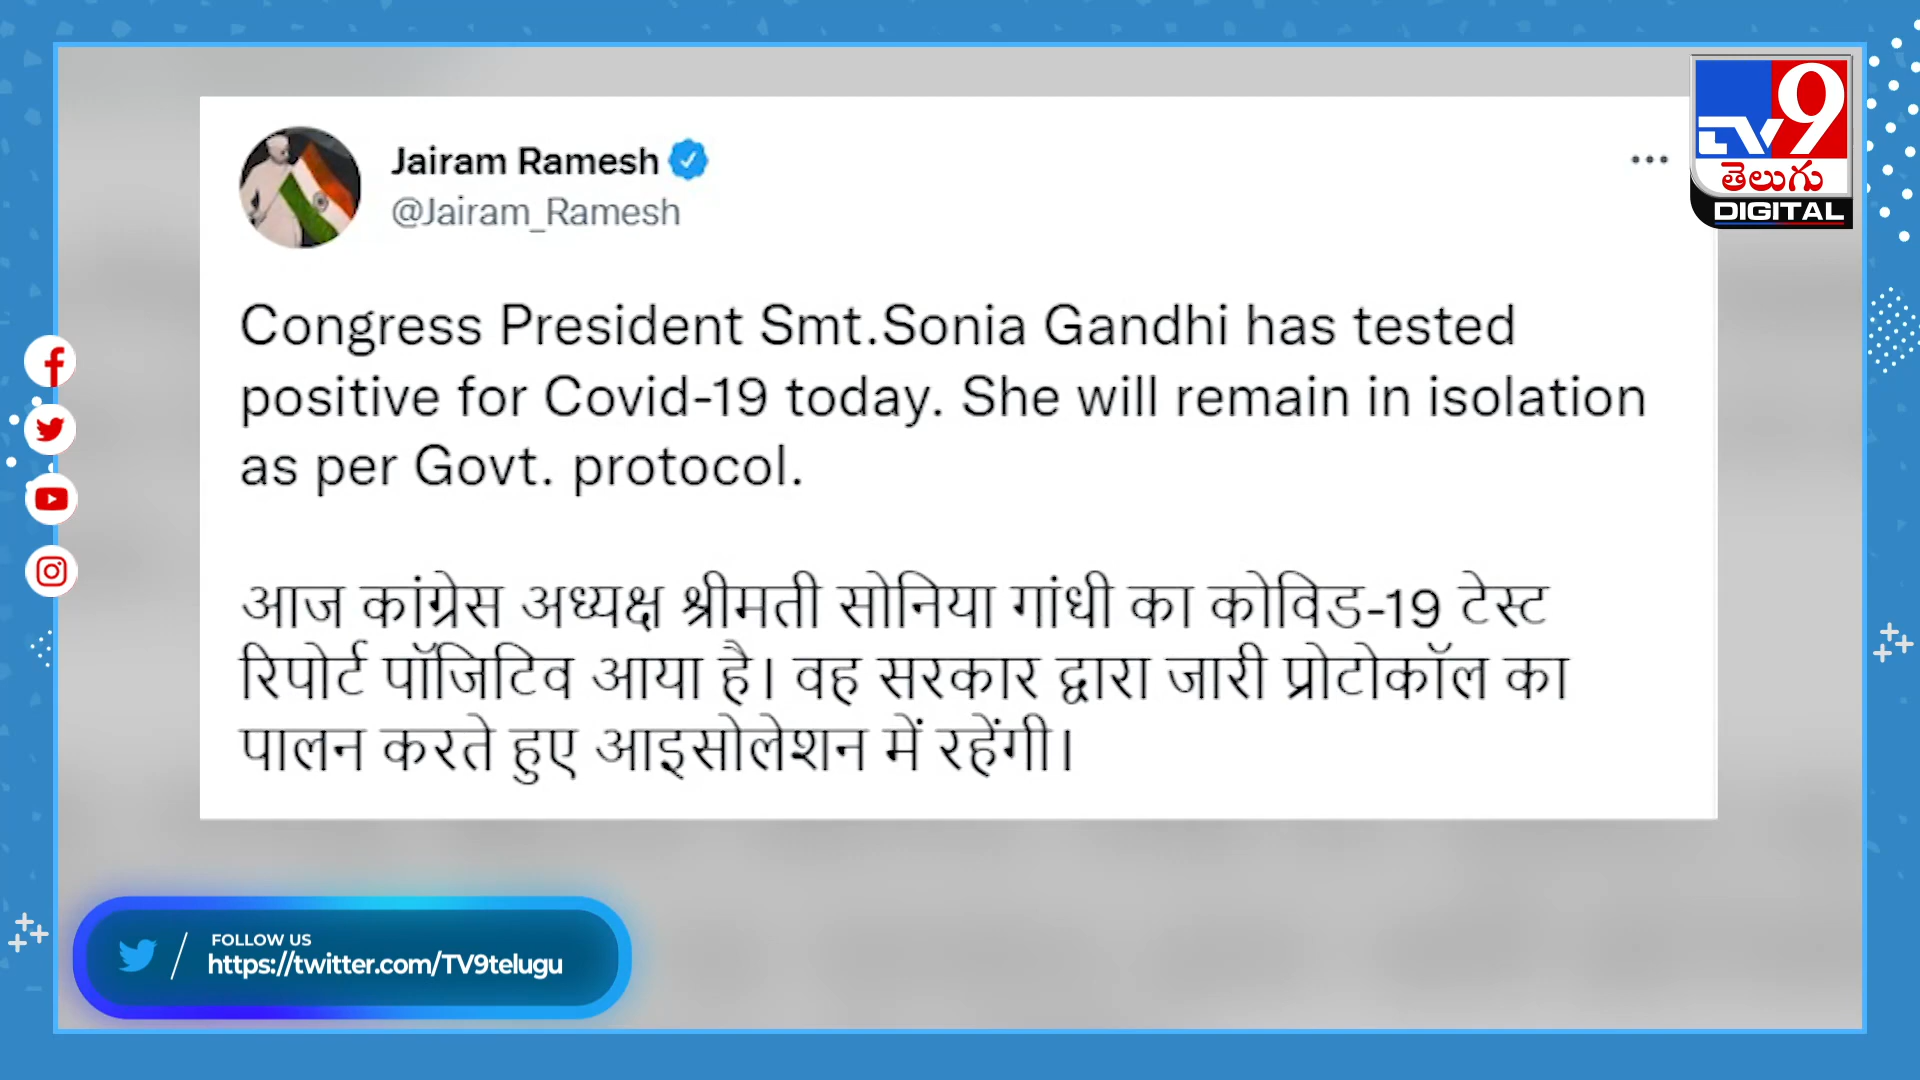 Jairam Ramesh
@Jairam_Ramesh
Congress President Smt.Sonia Gandhi has tested
positive for Covid-19 today. She will remain in isolation
as per Govt. protocol.
आज कांग्रेस अध्यक्ष श्रीमती सोनिया गांधी का कोविड-19 टेस्ट
रिपोर्ट पॉजिटिव आया है। वह सरकार द्वारा जारी प्रोटोकॉल का
पालन करते हुए आइसोलेशन में रहेंगी।
TV9
తెలుగు
DIGITAL
FOLLOW US
https://twitter.com/TV9telugu